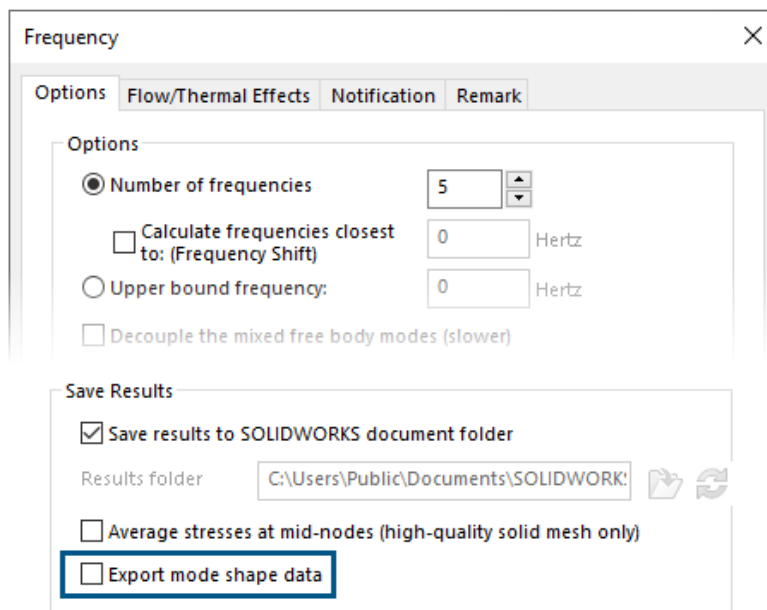 Frequency
Options Flow/Thermal Effects Notification Remark
Options
Number of frequencies 5
Calculate frequencies closest 0 Hertz
to: (Frequency Shift)
Upper bound frequency: 0 Hertz
Decouple the mixed free body modes (slower)
Save Results
Save results to SOLIDWORKS document folder
Results folder C:\Users\Public\Documents\SOLIDWORK
Average stresses at mid-nodes (high-quality solid mesh only)
Export mode shape data